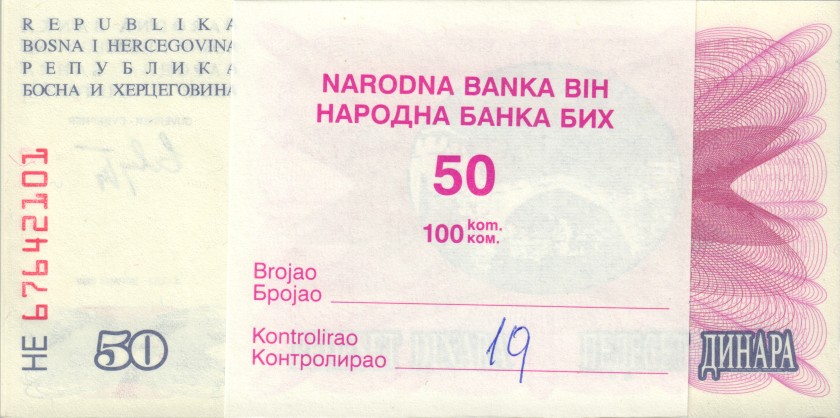 REPUBLIKA
BOSNA I HERCEGOVINA
РЕПУБЛИКА
БОСНА И ХЕРЦЕГОВИНА
HE 67642101
50
NARODNA BANKA BIH
НАРОДНА БАНКА БИХ
50
100 kom.
ком.
Brojao
Бројао
Kontrolirao
Контролирао
19
ДИНАРА